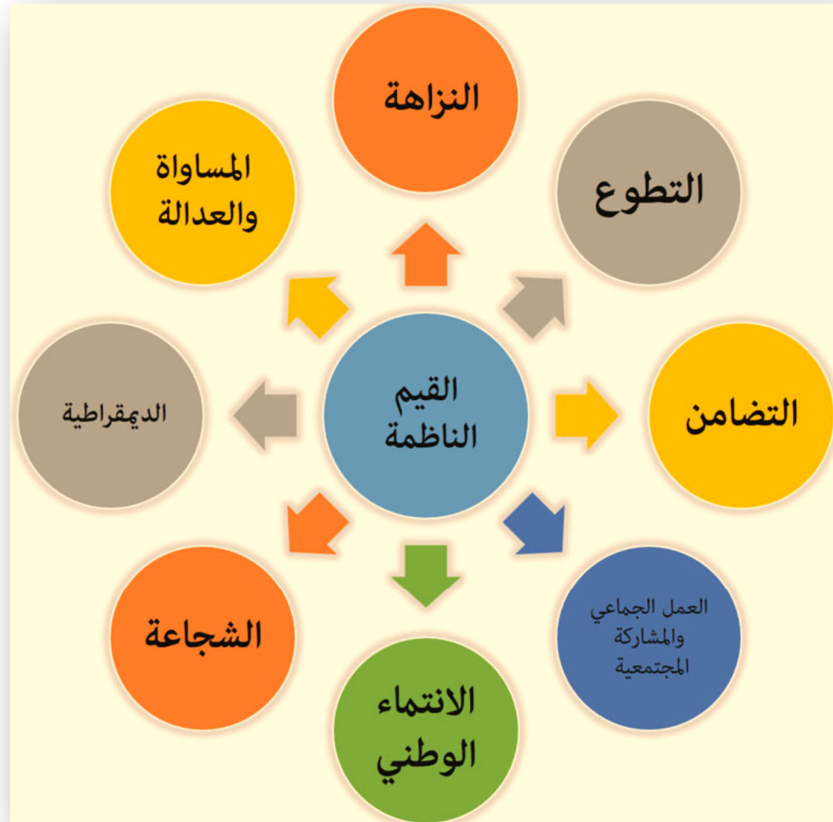 النزاهة
التطوع
التضامن
العمل الجماعي
والمشاركة
المجتمعية
الانتماء
الوطني
الشجاعة
الديمقراطية
المساواة
والعدالة
القيم
الناظمة